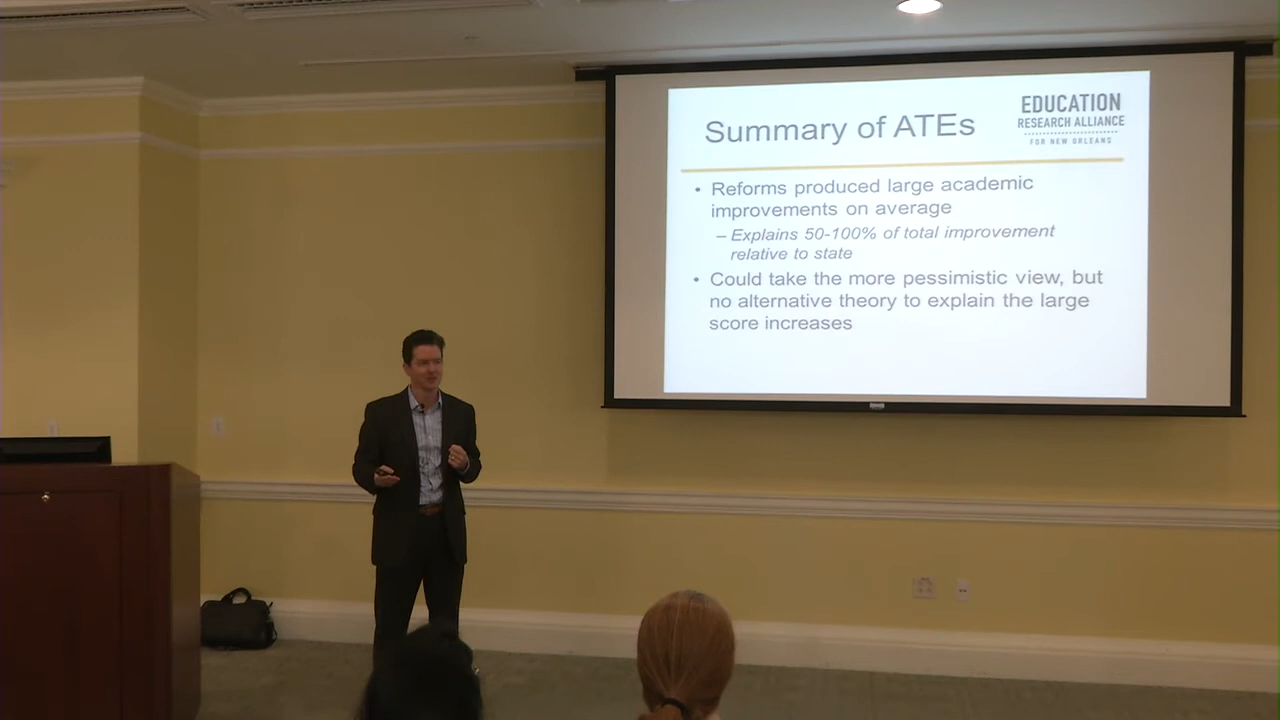 Summary of ATEs
EDUCATION
RESEARCH ALLIANCE
FOR NEW ORLEANS
• Reforms produced large academic
improvements on average
– Explains 50-100% of total improvement
relative to state
• Could take the more pessimistic view, but
no alternative theory to explain the large
score increases